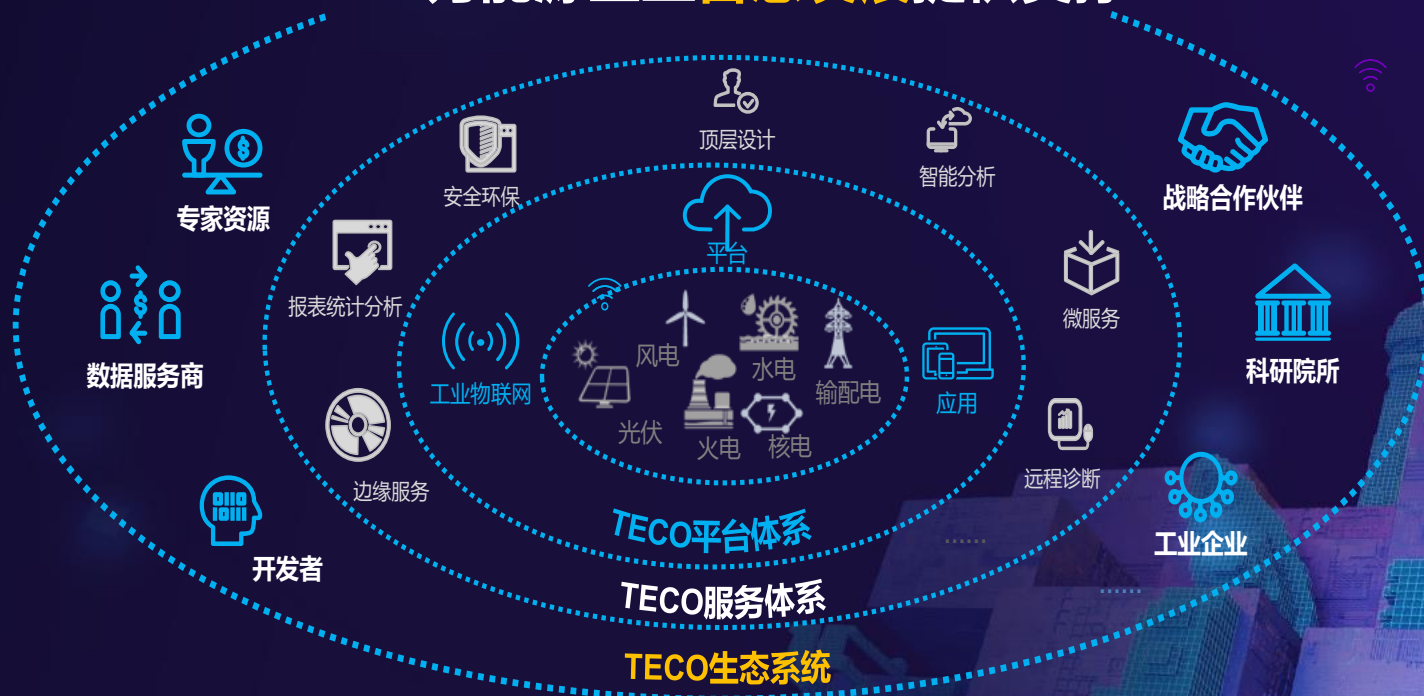 顶层设计
智能分析
安全环保
战略合作伙伴
专家资源
平台
报表统计分析
微服务
风电
水电
科研院所
数据服务商
工业物联网
输配电
应用
光伏
火电
核电
边缘服务
远程诊断
TECO平台体系
......
工业企业
开发者
......
TECO服务体系
TECO生态系统